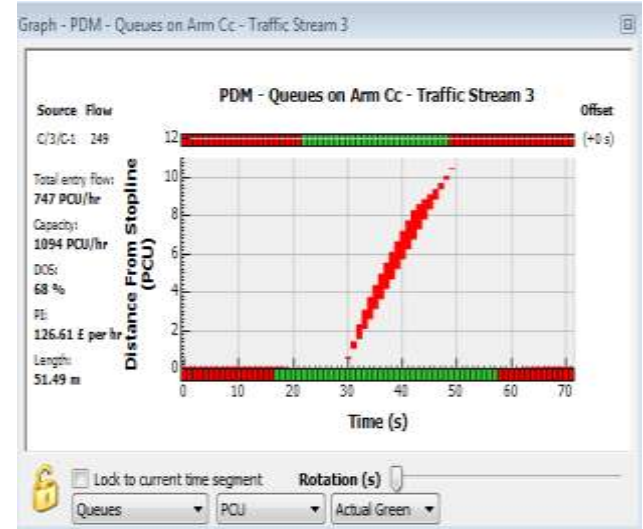 Graph - PDM - Queues on Arm Cc - Traffic Stream 3
PDM - Queues on Arm Cc - Traffic Stream 3
Source Flow
Offset
C/3/C-1 249
(+0 s)
Total entry flow:
747 PCU/hr
Capacity:
1094 PCU/hr
DOS:
68 %
PI:
126.61 £ per hr
Length:
51.49 m
Distance From Stopline
(PCU)
12
10
8
6
4
2
0
0 10 20 30 40 50 60 70
Time (s)
Lock to current time segment Rotation (s)
Queues PCU Actual Green